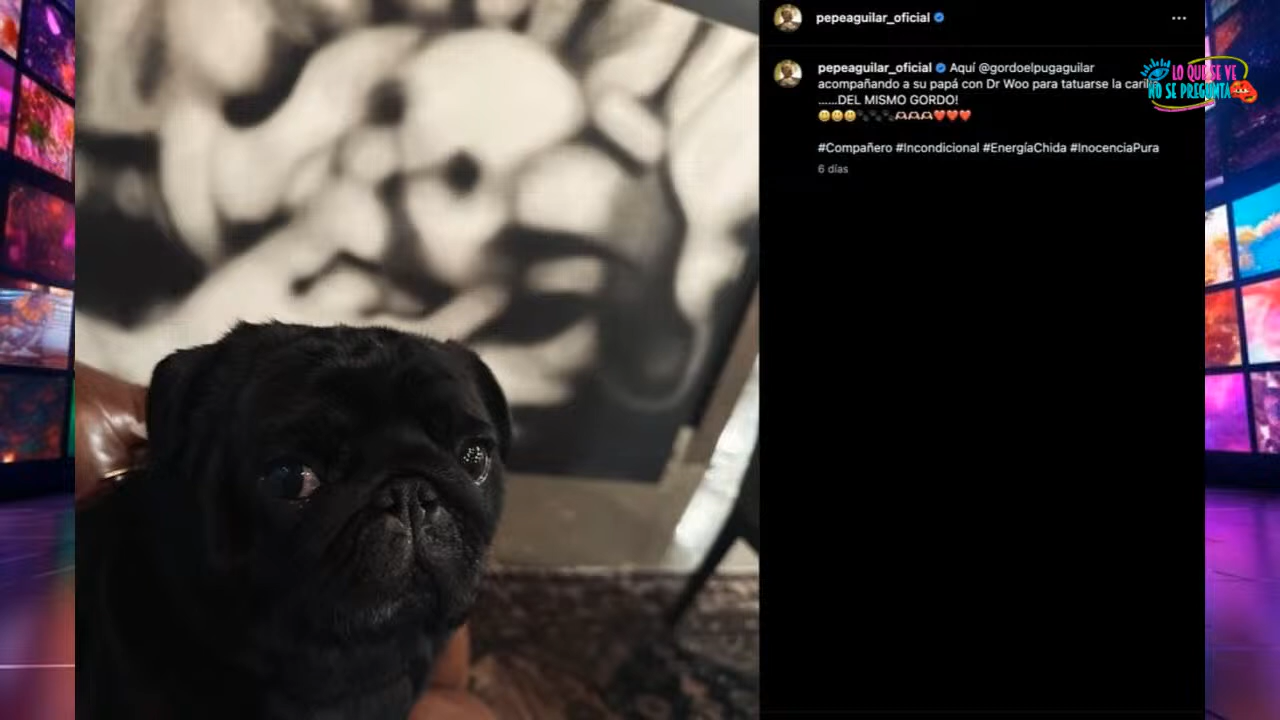 pepeaguilar_oficial
...
LO QUE SE VE
NO SE PREGUNTA
pepeaguilar_oficial Aquí @gordoelpugaguilar
acompañando a su papá con Dr Woo para tatuarse la
......DEL MISMO GORDO!
😀😀😀🐾🐾🐾🫶🏻🫶🏻🫶🏻❤️❤️❤️
#Compañero #Incondicional #EnergíaChida #InocenciaPura
6 días